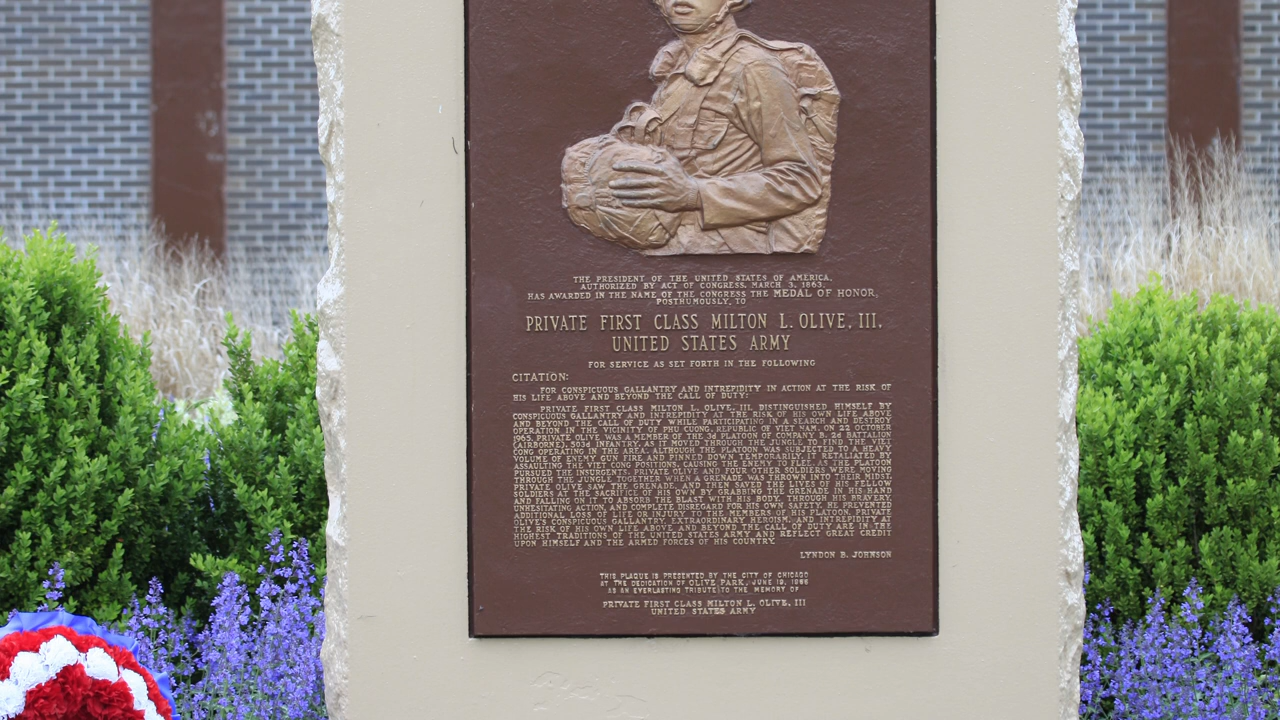 THE PRESIDENT OF THE UNITED STATES OF AMERICA,
AUTHORIZED BY ACT OF CONGRESS, MARCH 3, 1863,
HAS AWARDED IN THE NAME OF THE CONGRESS THE MEDAL OF HONOR,
POSTHUMOUSLY, TO
PRIVATE FIRST CLASS MILTON L. OLIVE, III.
UNITED STATES ARMY
FOR SERVICE AS SET FORTH IN THE FOLLOWING
CITATION:
FOR CONSPICUOUS GALLANTRY AND INTREPIDITY IN ACTION AT THE RISK OF
HIS LIFE ABOVE AND BEYOND THE CALL OF DUTY:
PRIVATE FIRST CLASS MILTON L. OLIVE, III, DISTINGUISHED HIMSELF BY
CONSPICUOUS GALLANTRY AND INTREPIDITY AT THE RISK OF HIS OWN LIFE ABOVE
AND BEYOND THE CALL OF DUTY WHILE PARTICIPATING IN A SEARCH AND DESTROY
OPERATION IN THE VICINITY OF PHU CUONG, REPUBLIC OF VIET NAM, ON 22 OCTOBER
1965. PRIVATE OLIVE WAS A MEMBER OF THE 3d PLATOON OF COMPANY B, 2d BATTALION
(AIRBORNE), 503d INFANTRY, AS IT MOVED THROUGH THE JUNGLE TO FIND THE VIET
CONG OPERATING IN THE AREA. ALTHOUGH THE PLATOON WAS SUBJECTED TO A HEAVY
VOLUME OF ENEMY GUN FIRE AND PINNED DOWN TEMPORARILY, IT RETALIATED BY
ASSAULTING THE VIET CONG POSITIONS, CAUSING THE ENEMY TO FLEE. AS THE PLATOON
PURSUED THE INSURGENTS, PRIVATE OLIVE AND FOUR OTHER SOLDIERS WERE MOVING
THROUGH THE JUNGLE TOGETHER WHEN A GRENADE WAS THROWN INTO THEIR MIDST.
PRIVATE OLIVE SAW THE GRENADE, AND THEN SAVED THE LIVES OF HIS FELLOW
SOLDIERS AT THE SACRIFICE OF HIS OWN BY GRABBING THE GRENADE IN HIS HAND
AND FALLING ON IT TO ABSORB THE BLAST WITH HIS BODY. THROUGH HIS BRAVERY,
UNHESITATING ACTION, AND COMPLETE DISREGARD FOR HIS OWN SAFETY, HE PREVENTED
ADDITIONAL LOSS OF LIFE OR INJURY TO THE MEMBERS OF HIS PLATOON. PRIVATE
OLIVE'S CONSPICUOUS GALLANTRY, EXTRAORDINARY HEROISM, AND INTREPIDITY AT
THE RISK OF HIS OWN LIFE ABOVE AND BEYOND THE CALL OF DUTY ARE IN THE
HIGHEST TRADITIONS OF THE UNITED STATES ARMY AND REFLECT GREAT CREDIT
UPON HIMSELF AND THE ARMED FORCES OF HIS COUNTRY.
LYNDON B. JOHNSON
THIS PLAQUE IS PRESENTED BY THE CITY OF CHICAGO
AT THE DEDICATION OF OLIVE PARK, JUNE 19, 1966
AS AN EVERLASTING TRIBUTE TO THE MEMORY OF
PRIVATE FIRST CLASS MILTON L. OLIVE, III
UNITED STATES ARMY